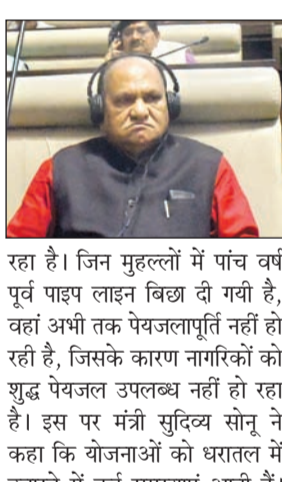 रहा है। जिन मुहल्लों में पांच वर्ष
पूर्व पाइप लाइन बिछा दी गयी है,
वहां अभी तक पेयजलापूर्ति नहीं हो
रही है, जिसके कारण नागरिकों को
शुद्ध पेयजल उपलब्ध नहीं हो रहा
है। इस पर मंत्री सुदिव्य सोनू ने
कहा कि योजनाओं को धरातल में